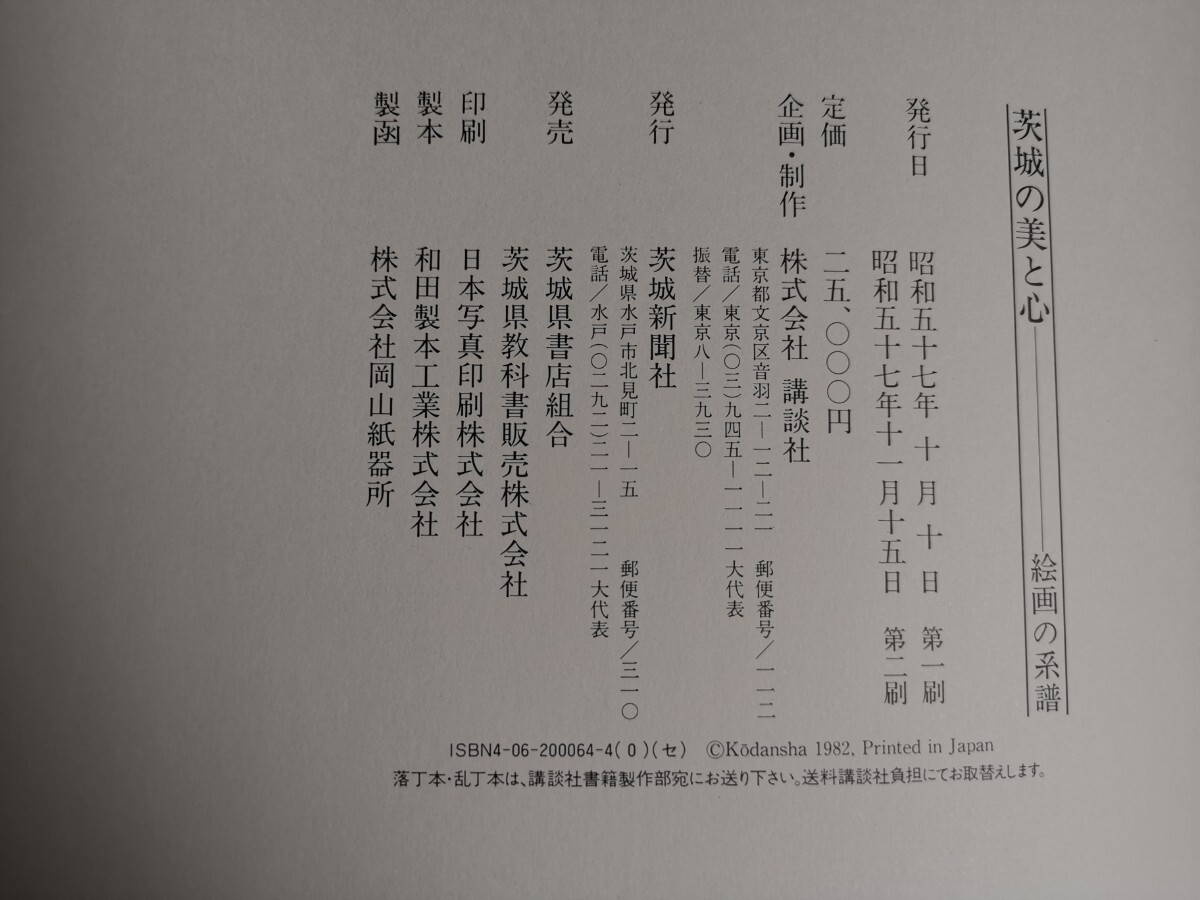 茨城の美と心――絵画の系譜
発行日 昭和五十七年 十 月 十 日 第一刷
昭和五十七年十一月十五日 第二刷
定価 二五、〇〇〇円
企画・制作 株式会社 講談社
東京都文京区音羽二―一二―二一 郵便番号/一一二
電話/東京(〇三)九四五―一一一一大代表
振替/東京八―三九三〇
発行 茨城新聞社
茨城県水戸市北見町二―一五 郵便番号/三一〇
電話/水戸(〇二九二)二一―三一二一大代表
発売 茨城県書店組合
茨城県教科書販売株式会社
印刷 日本写真印刷株式会社
製本 和田製本工業株式会社
製函 株式会社岡山紙器所
ISBN4-06-200064-4(0)(セ) ©Kōdansha 1982, Printed in Japan
落丁本・乱丁本は、講談社書籍製作部宛にお送り下さい。送料講談社負担にてお取替えします。